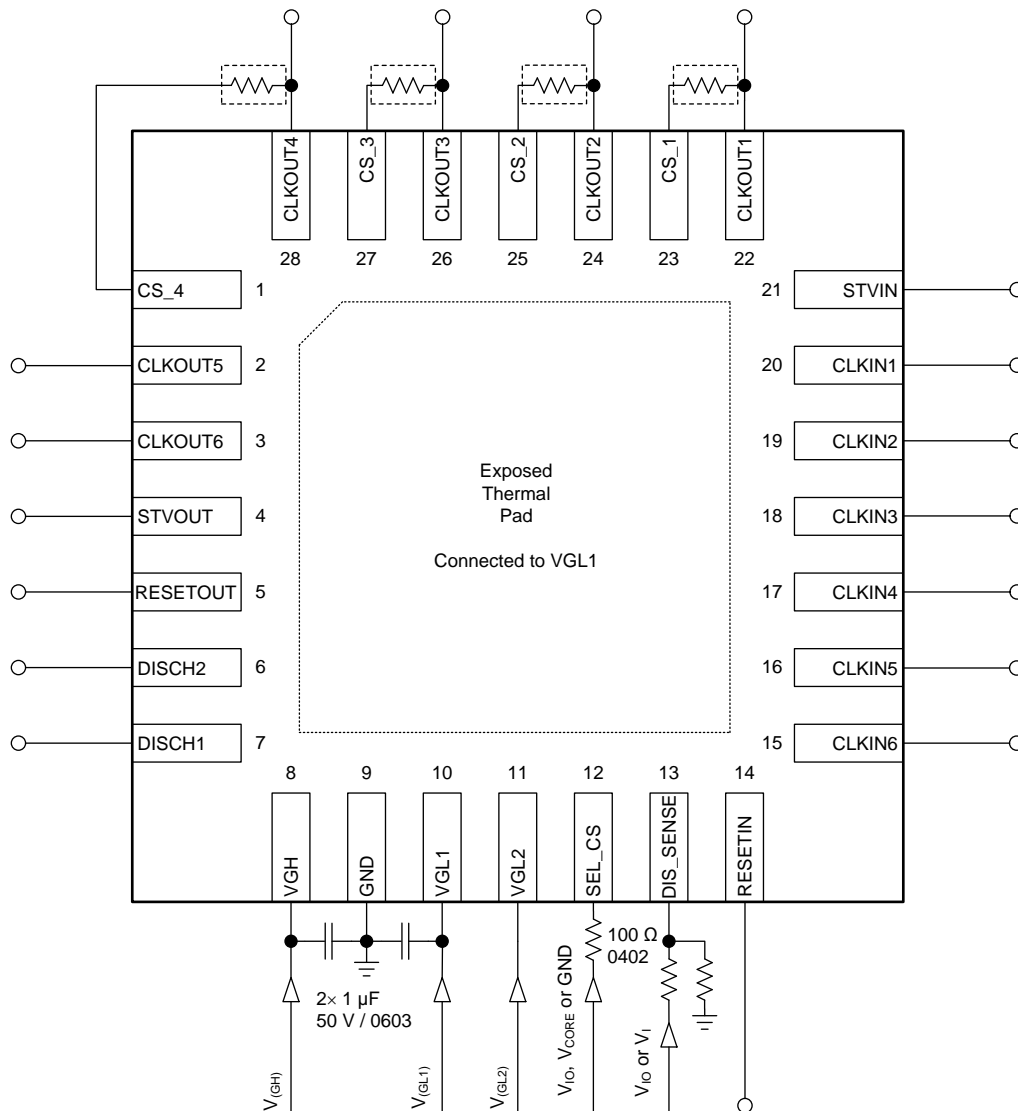 CLKOUT4
CS_3
CLKOUT3
CS_2
CLKOUT2
CS_1
CLKOUT1
28
27
26
25
24
23
22
CS_4
1
CLKOUT5
2
CLKOUT6
3
STVOUT
4
RESETOUT
5
DISCH2
6
DISCH1
7
Exposed
Thermal
Pad
Connected to VGL1
21
STVIN
20
CLKIN1
19
CLKIN2
18
CLKIN3
17
CLKIN4
16
CLKIN5
15
CLKIN6
8
9
10
11
12
13
14
VGH
GND
VGL1
VGL2
SEL_CS
DIS_SENSE
RESETIN
100 Ω
0402
2× 1 µF
50 V / 0603
V(GH)
V(GL1)
V(GL2)
VIO, VCORE or GND
VIO or VI